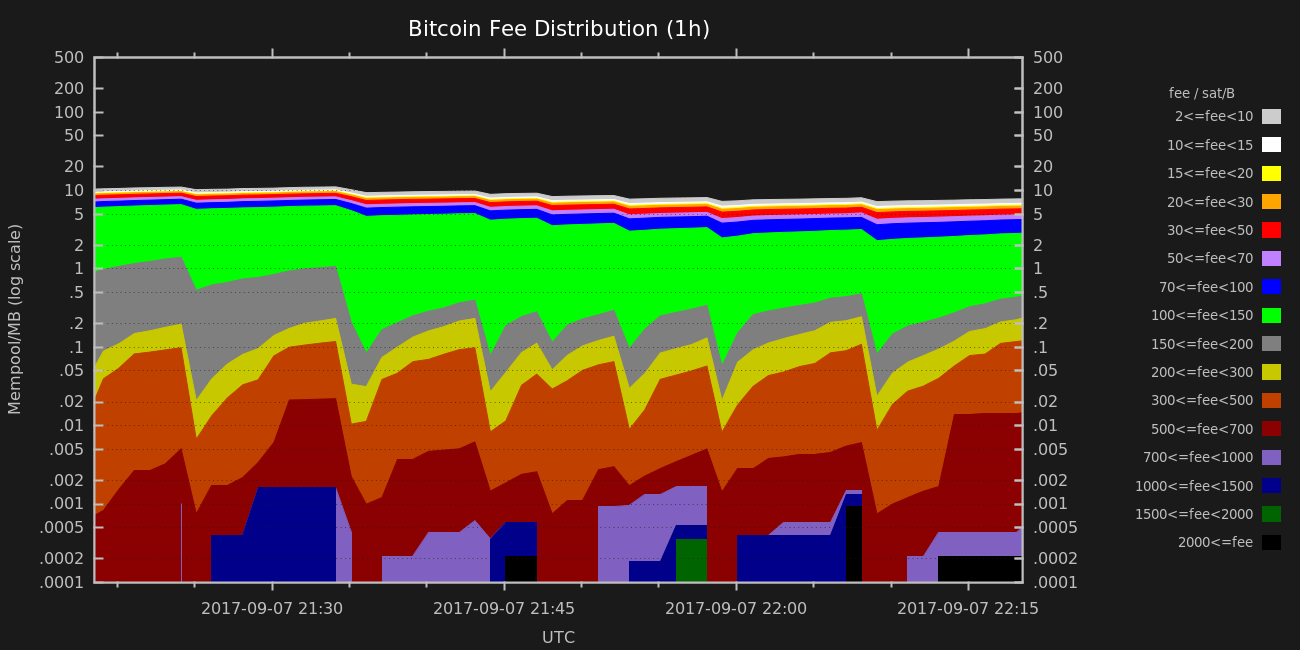 Bitcoin Fee Distribution (1h)
Mempool/MB (log scale)
500
200
100
50
20
10
5
2
1
.5
.2
.1
.05
.02
.01
.005
.002
.001
.0005
.0002
.0001
500
200
100
50
20
10
5
2
1
.5
.2
.1
.05
.02
.01
.005
.002
.001
.0005
.0002
.0001
2017-09-07 21:30
2017-09-07 21:45
2017-09-07 22:00
2017-09-07 22:15
UTC
fee / sat/B
2<=fee<10
10<=fee<15
15<=fee<20
20<=fee<30
30<=fee<50
50<=fee<70
70<=fee<100
100<=fee<150
150<=fee<200
200<=fee<300
300<=fee<500
500<=fee<700
700<=fee<1000
1000<=fee<1500
1500<=fee<2000
2000<=fee